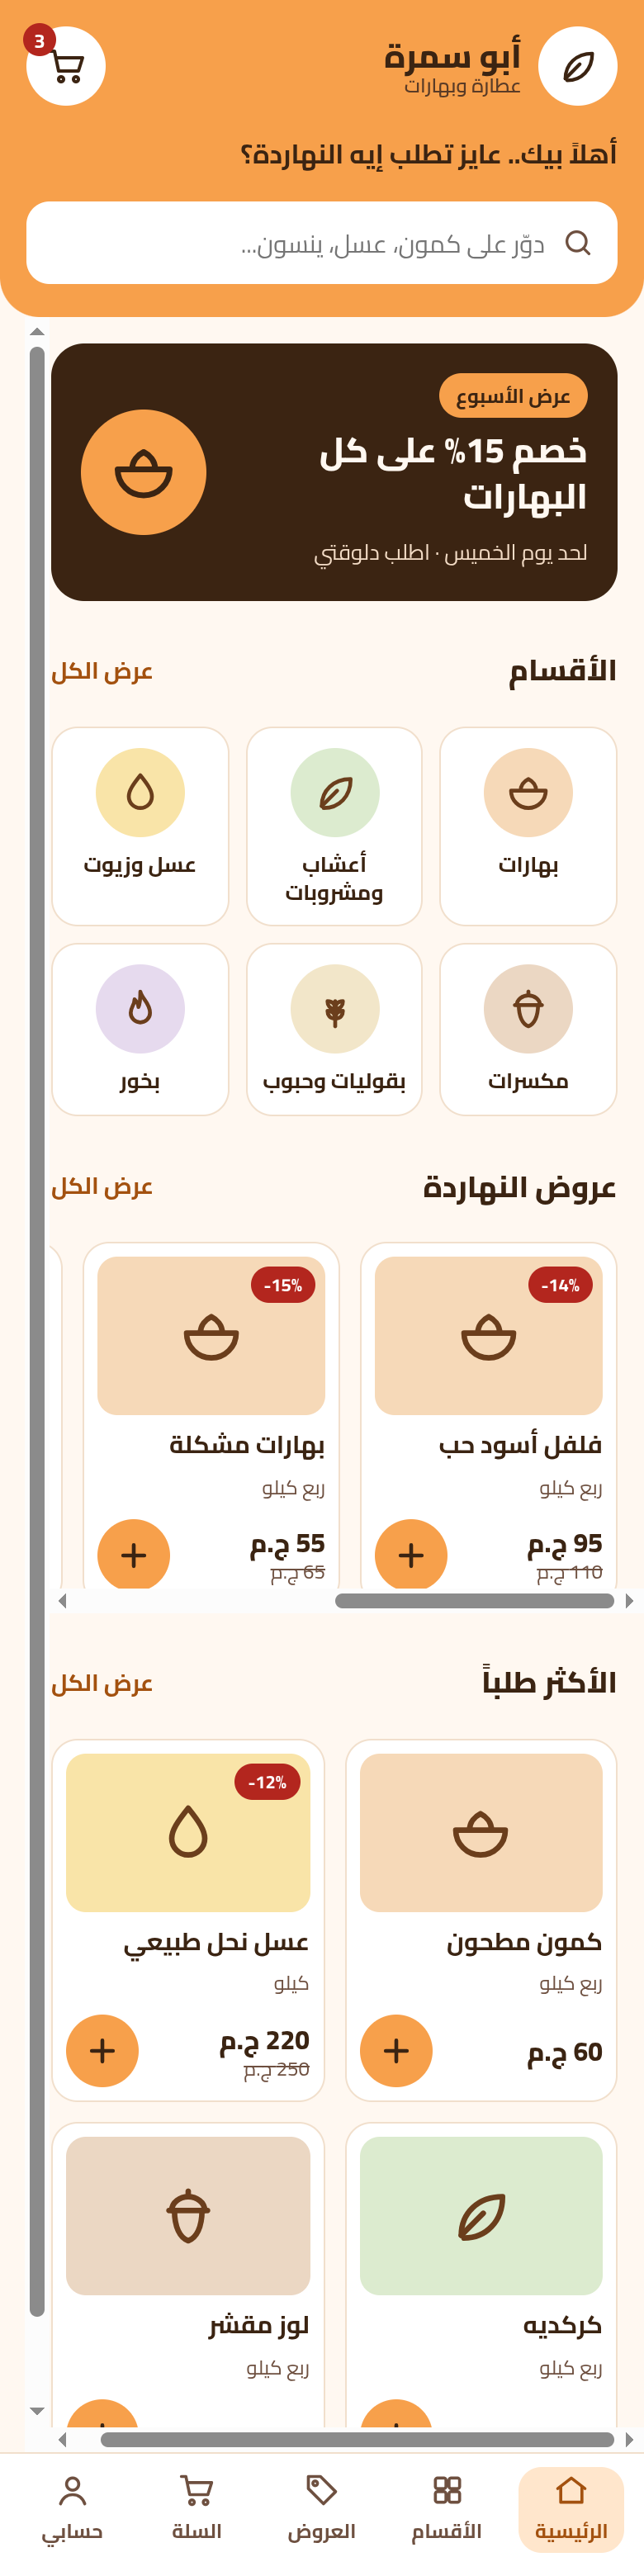 أبو سمرة
عطارة وبهارات
3
أهلاً بيك.. عايز تطلب إيه النهاردة؟
دوّر على كمون، عسل، ينسون...
عرض الأسبوع
خصم 15% على كل
البهارات
لحد يوم الخميس · اطلب دلوقتي
الأقسام
عرض الكل
بهارات
أعشاب
ومشروبات
عسل وزيوت
مكسرات
بقوليات وحبوب
بخور
عروض النهاردة
عرض الكل
-14%
فلفل أسود حب
ربع كيلو
95 ج.م
110 ج.م
-15%
بهارات مشكلة
ربع كيلو
55 ج.م
65 ج.م
الأكثر طلباً
عرض الكل
كمون مطحون
ربع كيلو
60 ج.م
-12%
عسل نحل طبيعي
كيلو
220 ج.م
250 ج.م
كركديه
ربع كيلو
لوز مقشر
ربع كيلو
الرئيسية
الأقسام
العروض
السلة
حسابي